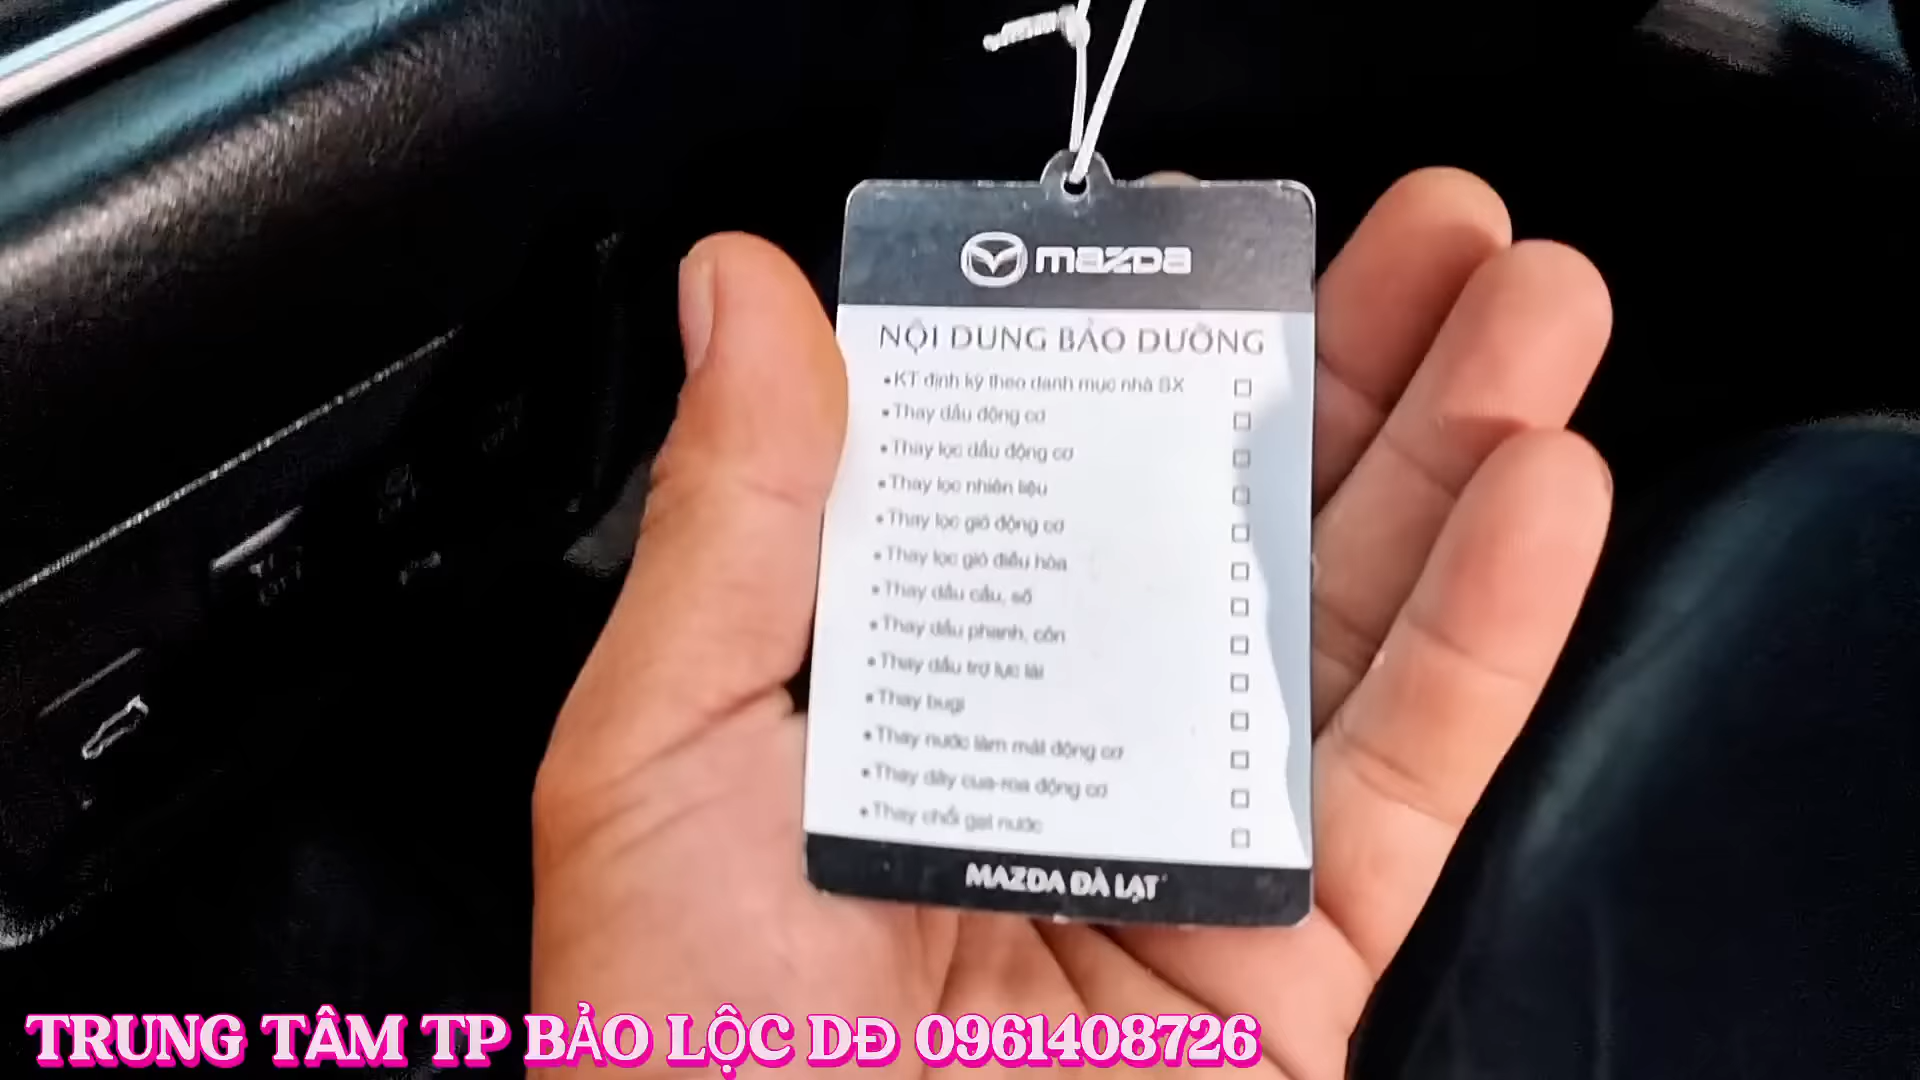 mazda
NỘI DUNG BẢO DƯỠNG
• KT định kỳ theo danh mục nhà SX □
• Thay dầu động cơ □
• Thay lọc dầu động cơ □
• Thay lọc nhiên liệu □
• Thay lọc gió động cơ □
• Thay lọc gió điều hòa □
• Thay dầu cầu, số □
• Thay dầu phanh, côn □
• Thay dầu trợ lực lái □
• Thay bugi □
• Thay nước làm mát động cơ □
• Thay dây cua-roa động cơ □
• Thay chổi gạt nước □
MAZDA ĐÀ LẠT
TRUNG TÂM TP BẢO LỘC DĐ 0961408726